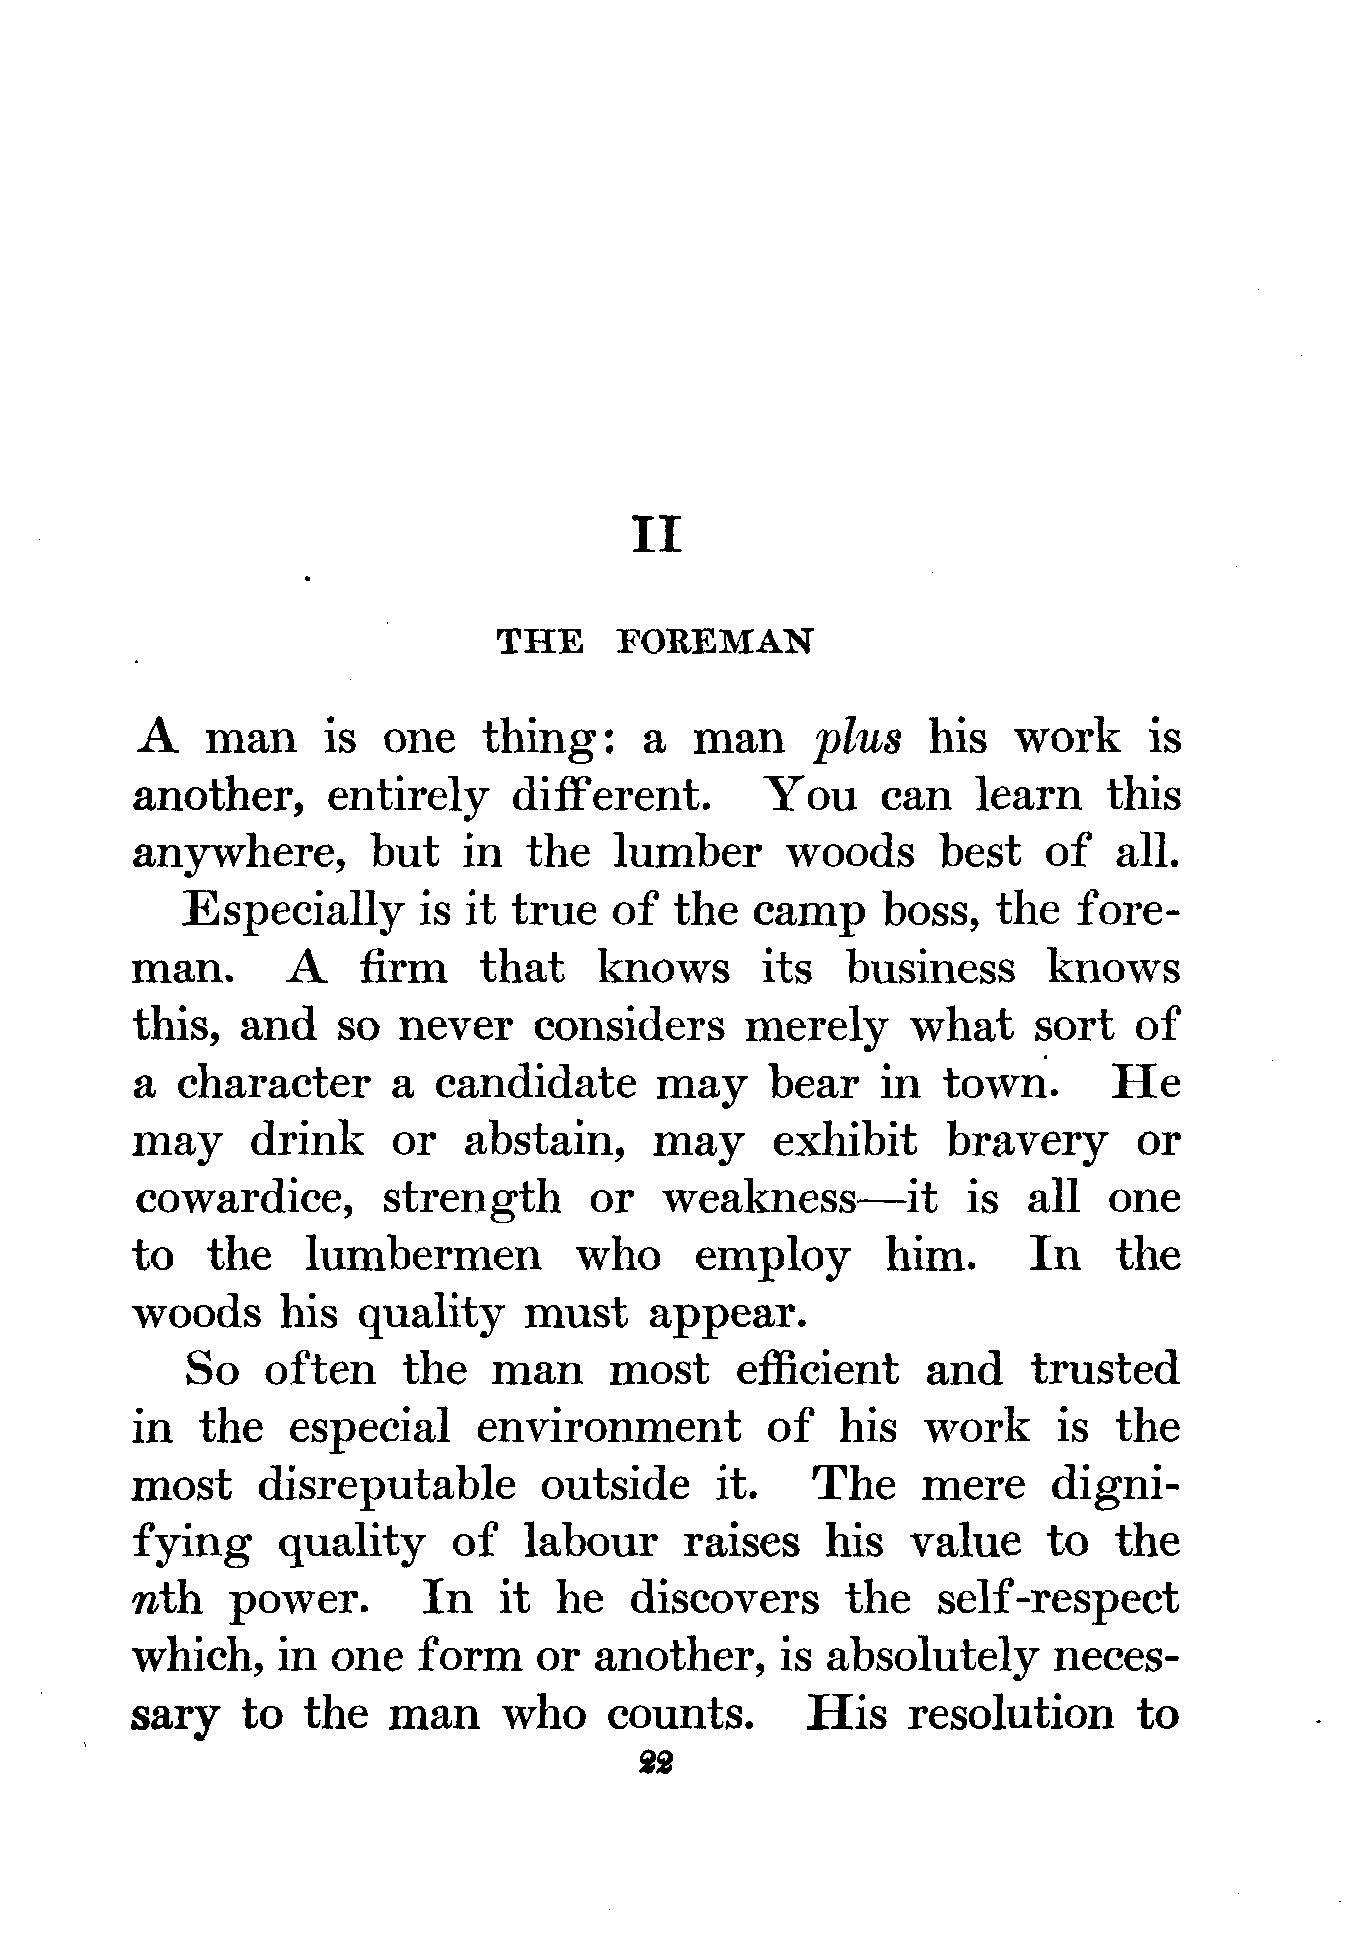 II
THE FOREMAN
A man is one thing: a man plus his work is
another, entirely different. You can learn this
anywhere, but in the lumber woods best of all.
Especially is it true of the camp boss, the fore-
man. A firm that knows its business knows
this, and so never considers merely what sort of
a character a candidate may bear in town. He
may drink or abstain, may exhibit bravery or
cowardice, strength or weakness—it is all one
to the lumbermen who employ him. In the
woods his quality must appear.
So often the man most efficient and trusted
in the especial environment of his work is the
most disreputable outside it. The mere digni-
fying quality of labour raises his value to the
nth power. In it he discovers the self-respect
which, in one form or another, is absolutely neces-
sary to the man who counts. His resolution to
22